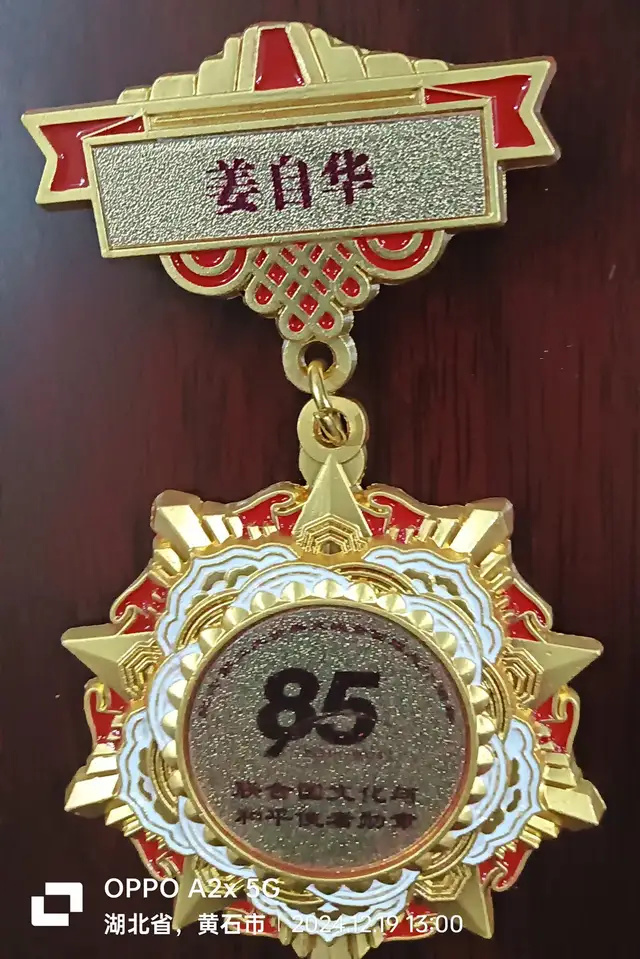 姜自华
85
联合国文化与
和平使者勋章
OPPO A2x 5G
湖北省，黄石市 | 2024.12.19 13:00